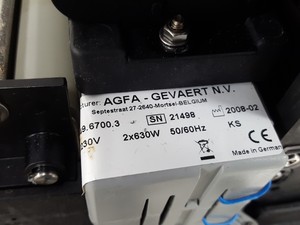 turer: AGFA - GEVAERT N.V.
Septestraat 27-2640-Mortsel-BELGIUM
9.6700.3 SN 21498 2008-02
30V 2x630W 50/60Hz KS
CE
Made in Germany